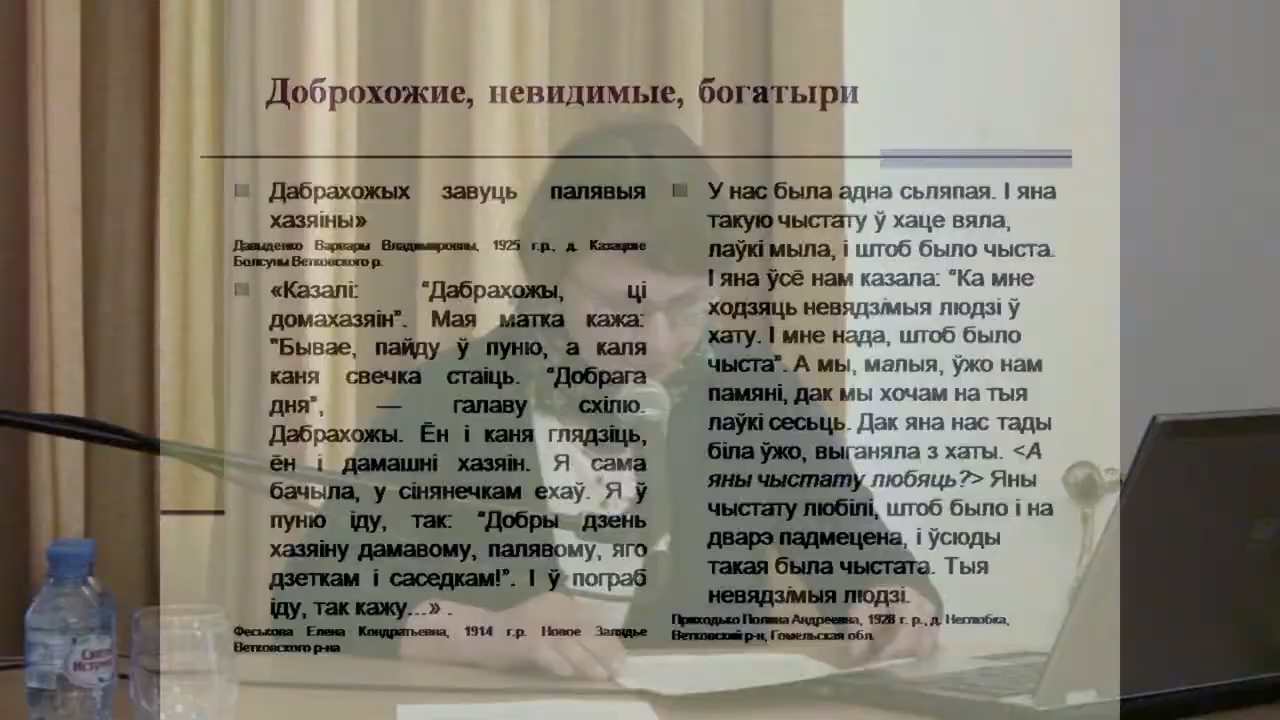 Доброхожие, невидимые, богатыри
Дабрахожых завуць палявыя
хазяіны»
Давыденко Варвары Владимировны, 1925 г.р., д. Казацкие
Болсуны Ветковского р.
«Казалі: “Дабрахожы, ці
домахазяін”. Мая матка кажа:
"Бывае, пайду ў пуню, а каля
каня свечка стаіць. “Добрага
дня”, — галаву схілю.
Дабрахожы. Ён і каня глядзіць,
ён і дамашні хазяін. Я сама
бачыла, у сінянечкам ехаў. Я ў
пуню іду, так: “Добры дзень
хазяіну дамавому, палявому, яго
дзеткам і саседкам!”. І ў пограб
іду, так кажу...» .
Феськова Елена Кондратьевна, 1914 г.р. Новое Залядье
Ветковского р-на
У нас была адна сьляпая. І яна
такую чыстату ў хаце вяла,
лаўкі мыла, і штоб было чыста.
І яна ўсё нам казала: “Ка мне
ходзяць невядзімыя людзі ў
хату. І мне нада, штоб было
чыста”. А мы, малыя, ўжо нам
памяні, дак мы хочам на тыя
лаўкі сесьць. Дак яна нас тады
біла ўжо, выганяла з хаты. <А
яны чыстату любяць?> Яны
чыстату любілі, штоб было і на
дварэ падмецена, і ўсюды
такая была чыстата. Тыя
невядзімыя людзі.
Приходько Полина Андреевна, 1928 г. р., д. Неглюбка,
Ветковский р-н, Гомельская обл.